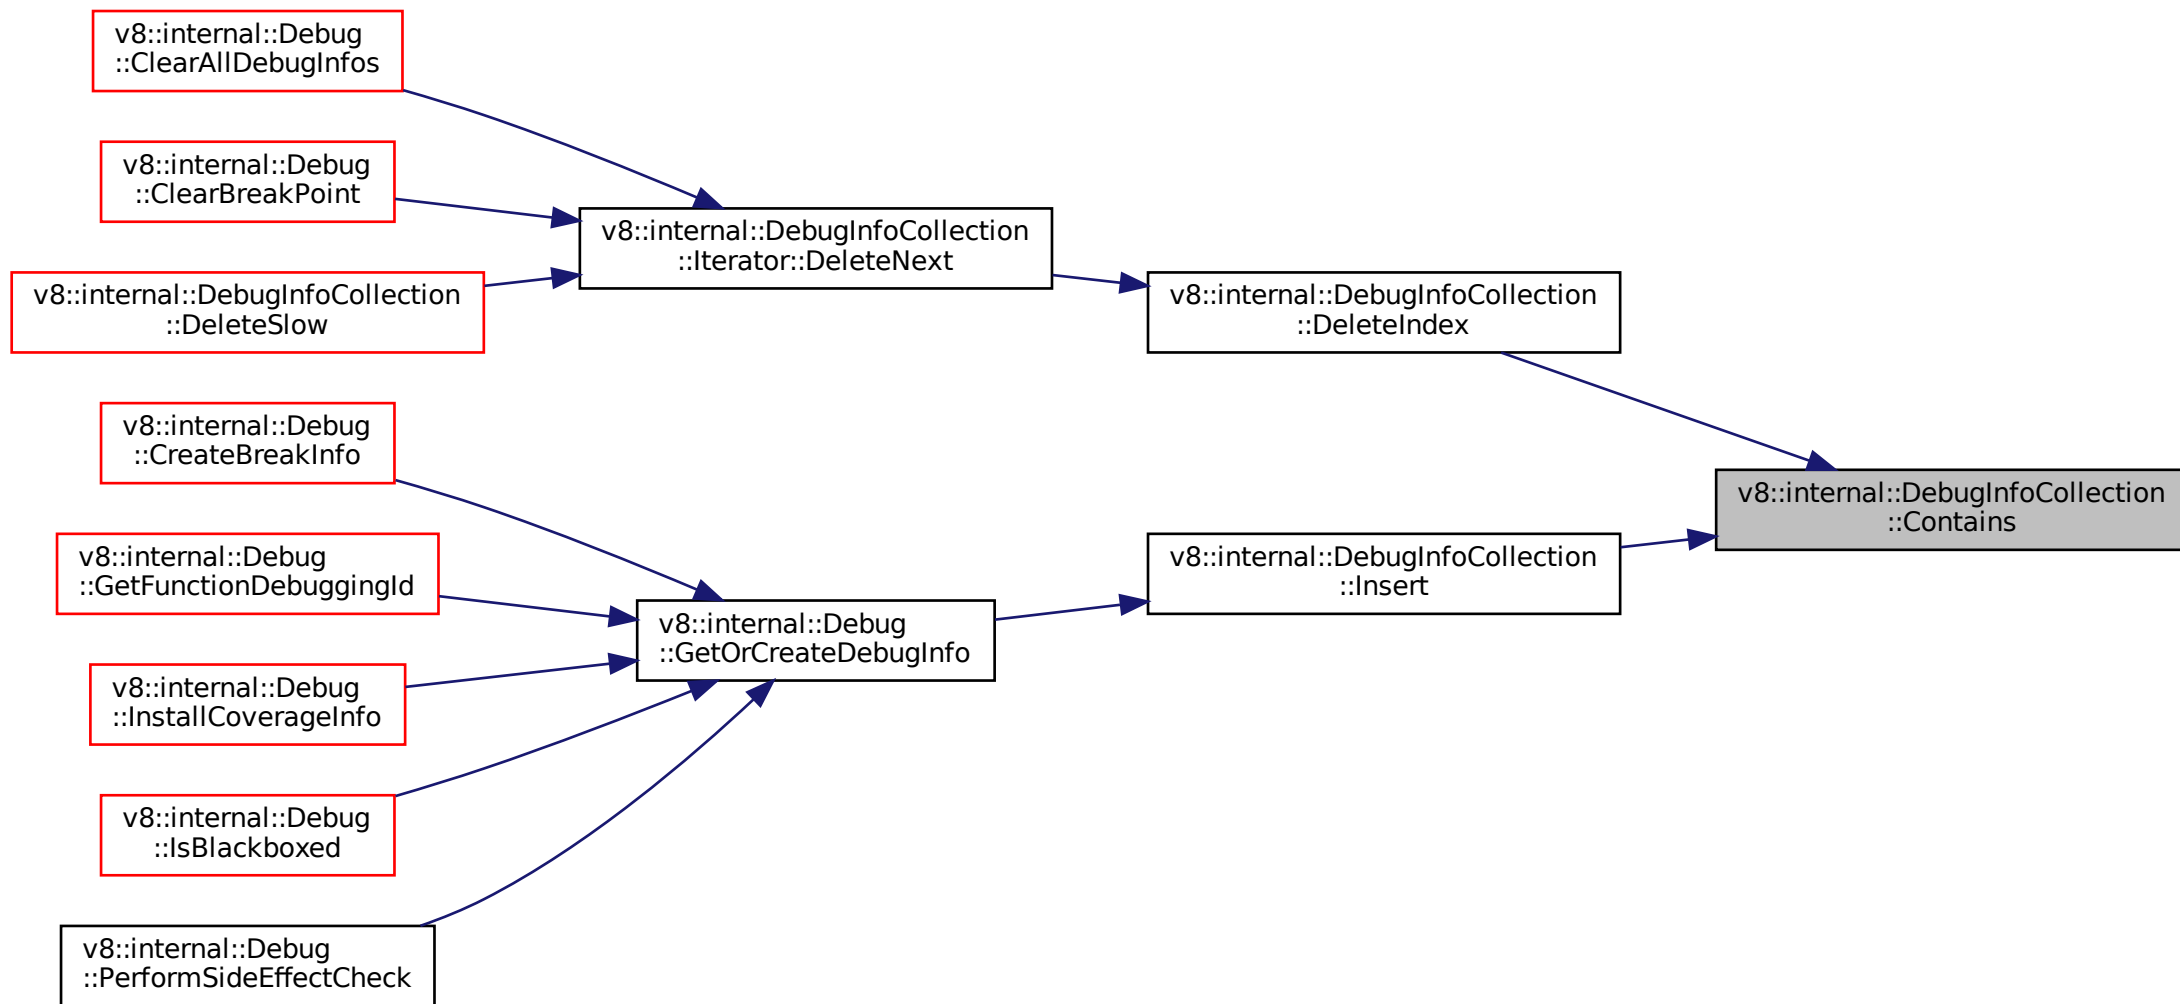 v8::internal::Debug
::ClearAllDebugInfos
v8::internal::Debug
::ClearBreakPoint
v8::internal::DebugInfoCollection
::Iterator::DeleteNext
v8::internal::DebugInfoCollection
::DeleteSlow
v8::internal::DebugInfoCollection
::DeleteIndex
v8::internal::Debug
::CreateBreakInfo
v8::internal::DebugInfoCollection
::Contains
v8::internal::Debug
::GetFunctionDebuggingId
v8::internal::DebugInfoCollection
::Insert
v8::internal::Debug
::GetOrCreateDebugInfo
v8::internal::Debug
::InstallCoverageInfo
v8::internal::Debug
::IsBlackboxed
v8::internal::Debug
::PerformSideEffectCheck